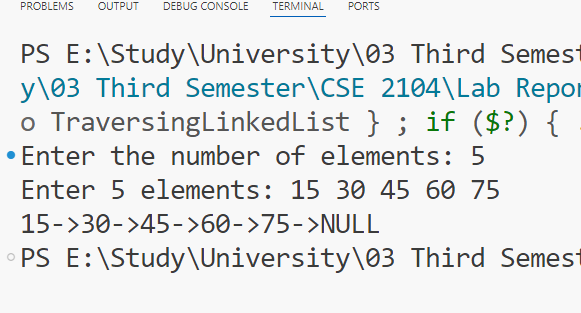 PROBLEMS OUTPUT DEBUG CONSOLE TERMINAL PORTS
PS E:\Study\University\03 Third Semest
y\03 Third Semester\CSE 2104\Lab Repor
o TraversingLinkedList } ; if ($?) {
Enter the number of elements: 5
Enter 5 elements: 15 30 45 60 75
15->30->45->60->75->NULL
PS E:\Study\University\03 Third Semest